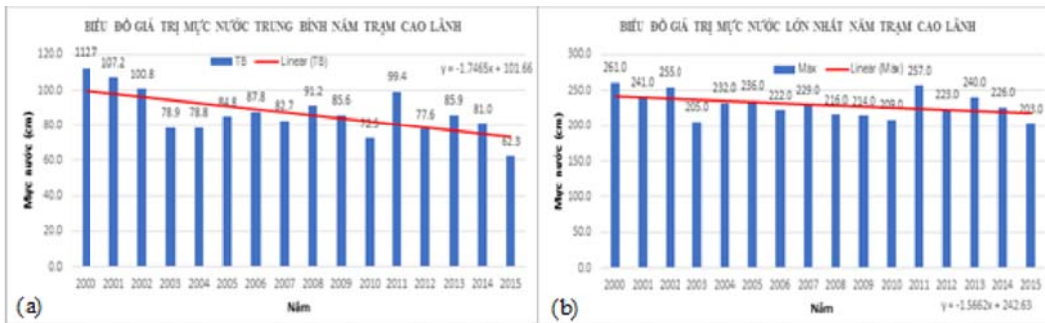 BIỂU ĐỒ GIÁ TRỊ MỰC NƯỚC TRUNG BÌNH NĂM TRẠM CAO LÃNH
TB Linear (TB)
y = -1.7465x + 101.66
Mực nước (cm)
120.0
100.0
80.0
60.0
40.0
20.0
0.0
112.7 107.2 100.8 78.9 78.8 84.8 87.8 82.7 91.2 85.6 72.9 99.4 77.6 85.9 81.0 62.3
2000 2001 2002 2003 2004 2005 2006 2007 2008 2009 2010 2011 2012 2013 2014 2015
Năm
(a)
BIỂU ĐỒ GIÁ TRỊ MỰC NƯỚC LỚN NHẤT NĂM TRẠM CAO LÃNH
Max Linear (Max)
Mực nước (cm)
300.0
250.0
200.0
150.0
100.0
50.0
0.0
261.0 241.0 255.0 205.0 232.0 236.0 222.0 229.0 216.0 214.0 209.0 257.0 223.0 240.0 226.0 203.0
2000 2001 2002 2003 2004 2005 2006 2007 2008 2009 2010 2011 2012 2013 2014 2015
Năm
y = -1.5662x + 242.63
(b)